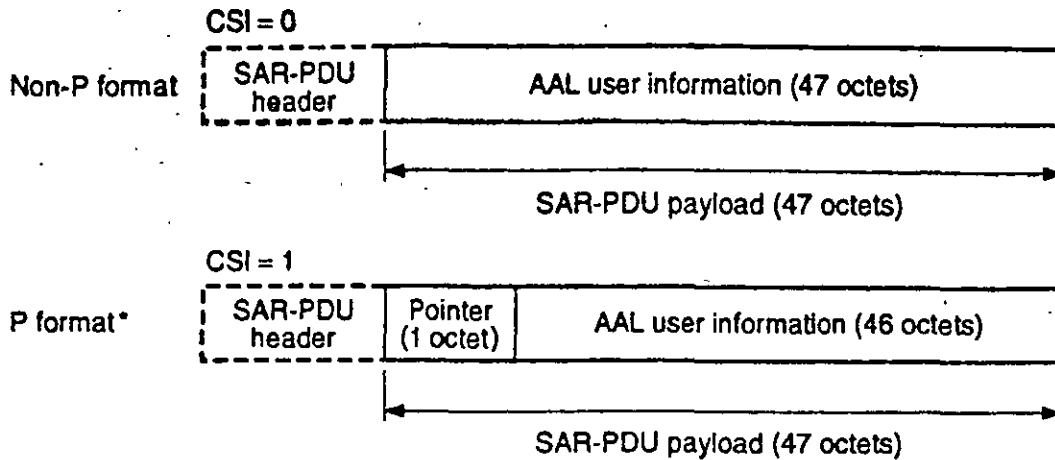 CSI = 0
Non-P format
SAR-PDU
header
AAL user information (47 octets)
SAR-PDU payload (47 octets)
CSI = 1
P format*
SAR-PDU
header
Pointer
(1 octet)
AAL user information (46 octets)
SAR-PDU payload (47 octets)